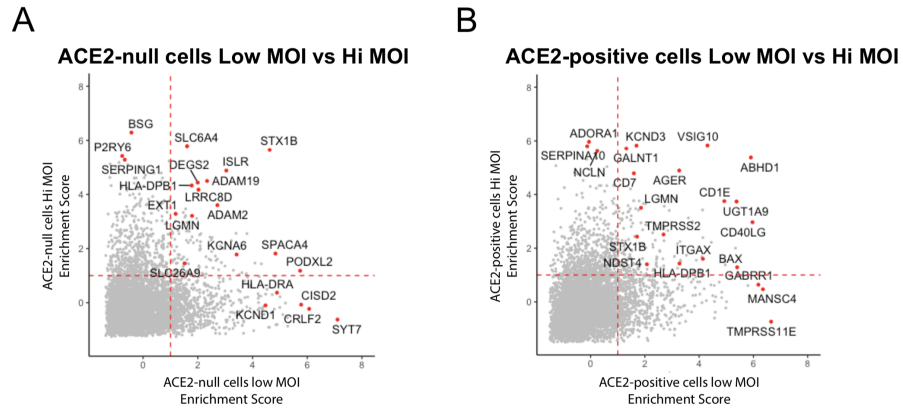 A
B
ACE2-null cells Low MOI vs Hi MOI
ACE2-positive cells Low MOI vs Hi MOI
ACE2-null cells Hi MOI
Enrichment Score
8
6
4
2
0
BSG
P2RY6
SERPING1
SLC6A4
STX1B
DEGS2
ISLR
HLA-DPB1
ADAM19
LRRC8D
EXT1
ADAM2
LGMN
KCNA6
SPACA4
SLC26A9
PODXL2
HLA-DRA
CISD2
KCND1
CRLF2
SYT7
0
2
4
6
8
ACE2-null cells low MOI
Enrichment Score
ACE2-positive cells Hi MOI
Enrichment Score
8
6
4
2
0
ADORA1
KCND3
VSIG10
SERPINA10
GALNT1
NCLN
ABHD1
CD7
AGER
LGMN
CD1E
UGT1A9
TMPRSS2
CD40LG
STX1B
ITGAX
NDST4
BAX
HLA-DPB1
GABRR1
MANSC4
TMPRSS11E
0
2
4
6
8
ACE2-positive cells low MOI
Enrichment Score